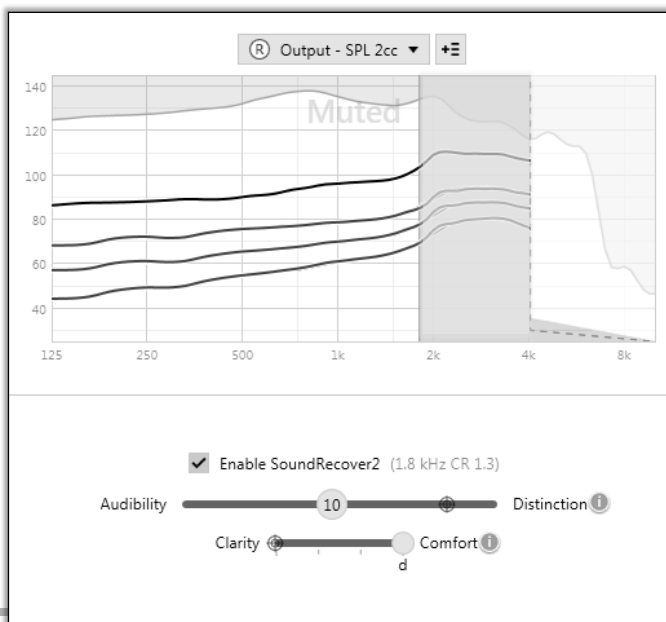 R Output - SPL 2cc
Muted
140
120
100
80
60
40
125 250 500 1k 2k 4k 8k
Enable SoundRecover2 (1.8 kHz CR 1.3)
Audibility 10 Distinction i
Clarity Comfort i
d